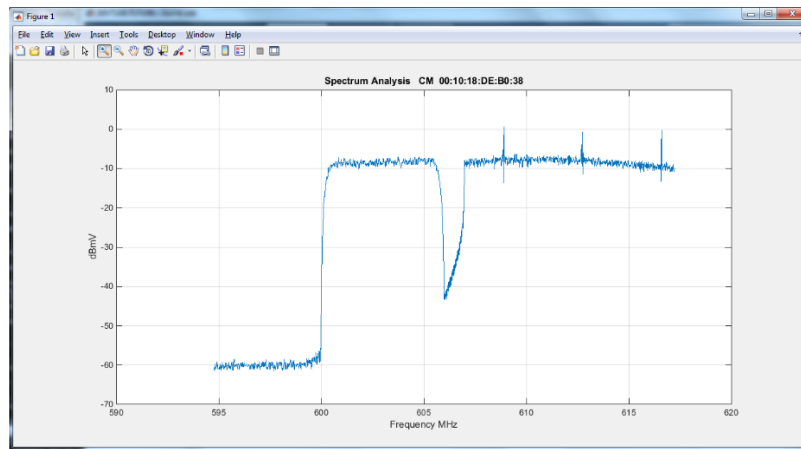 Figure 1
File Edit View Insert Tools Desktop Window Help
Spectrum Analysis CM 00:10:18:DE:B0:38
10
0
-10
-20
-30
-40
-50
-60
-70
dBmV
590 595 600 605 610 615 620
Frequency MHz